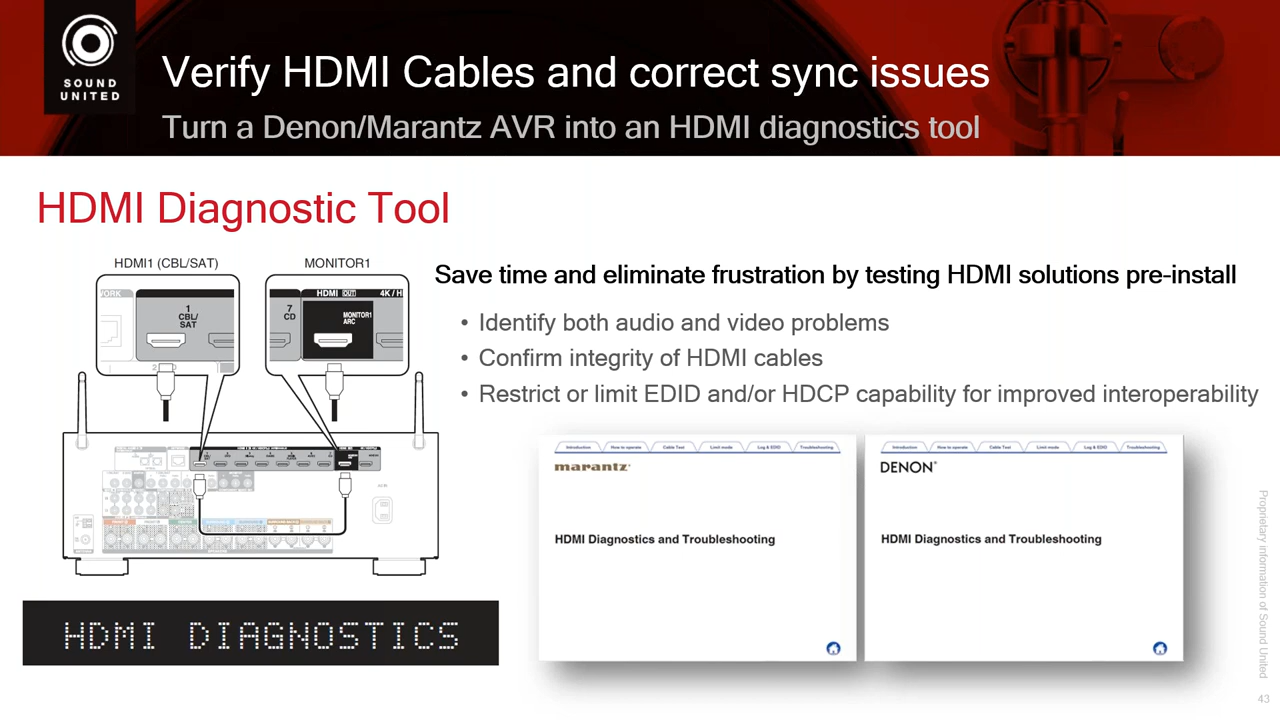 SOUND
UNITED
Verify HDMI Cables and correct sync issues
Turn a Denon/Marantz AVR into an HDMI diagnostics tool
HDMI Diagnostic Tool
HDMI1 (CBL/SAT)
MONITOR1
WORK
1
CBL/
SAT
HDMI OUT 4K/H
7
CD
MONITOR1
ARC
2
Save time and eliminate frustration by testing HDMI solutions pre-install
• Identify both audio and video problems
• Confirm integrity of HDMI cables
• Restrict or limit EDID and/or HDCP capability for improved interoperability
Introduction How to operate Cable Test Limit mode Log & EDID Troubleshooting
marantz®
HDMI Diagnostics and Troubleshooting
Introduction How to operate Cable Test Limit mode Log & EDID Troubleshooting
DENON®
HDMI Diagnostics and Troubleshooting
HDMI DIAGNOSTICS
Proprietary information of Sound United
43